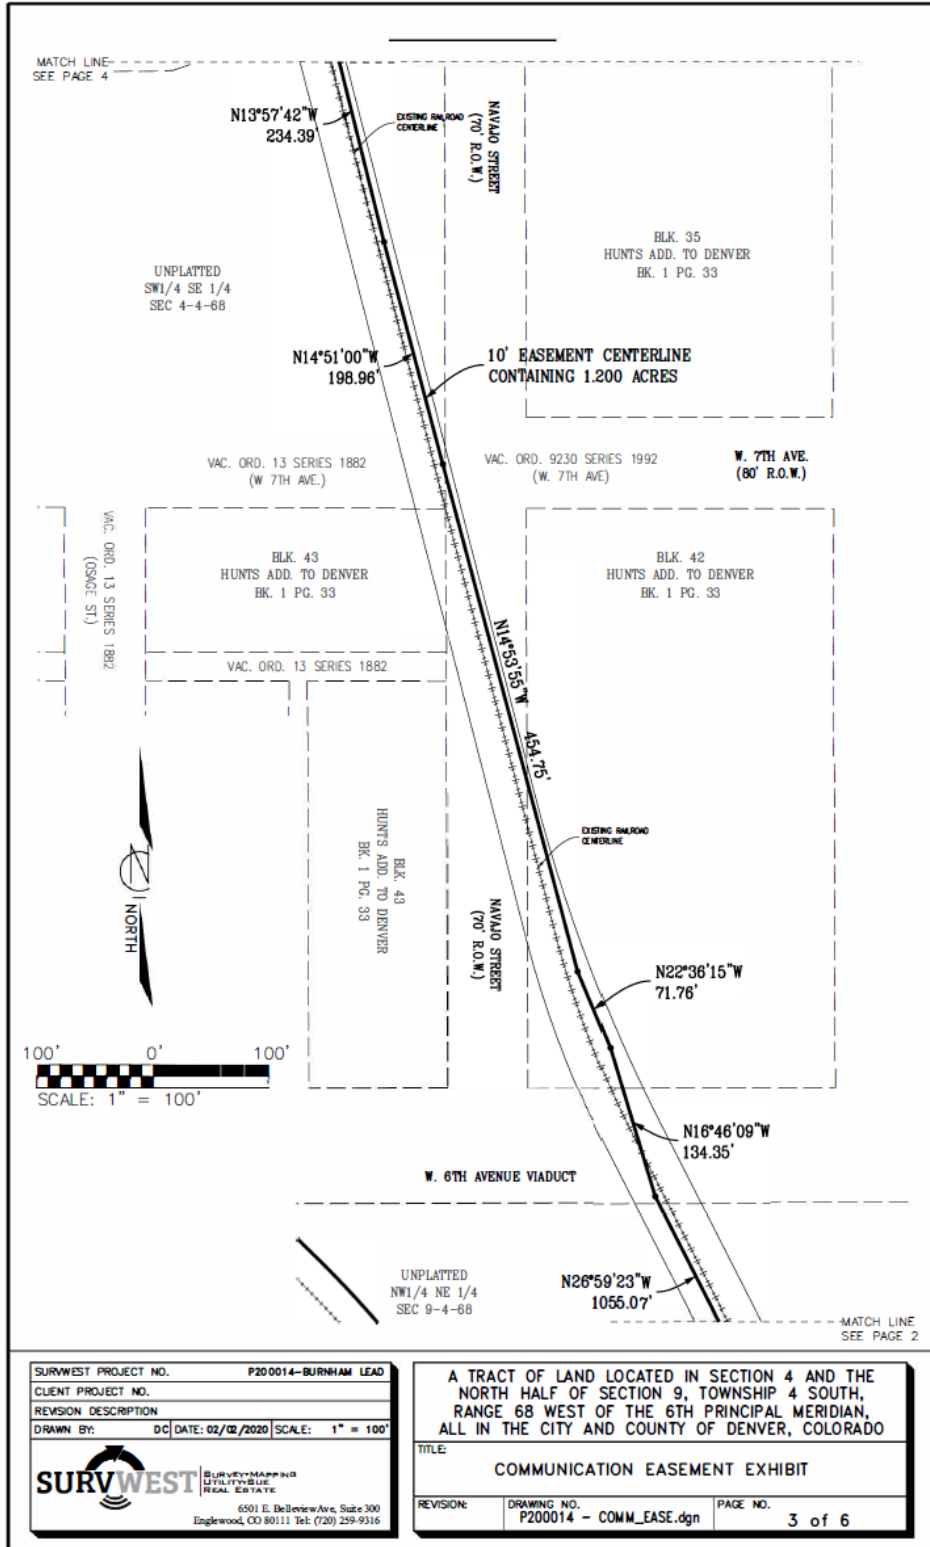 MATCH LINE
SEE PAGE 4
N13°57'42"W
234.39'
EXISTING RAILROAD
CENTERLINE
NAVAJO STREET
(70' R.O.W.)
BLK. 35
HUNTS ADD. TO DENVER
BK. 1 PG. 33
UNPLATTED
SW1/4 SE 1/4
SEC 4-4-68
N14°51'00"W
198.96'
10' EASEMENT CENTERLINE
CONTAINING 1.200 ACRES
VAC. ORD. 13 SERIES 1882
(W 7TH AVE.)
VAC. ORD. 9230 SERIES 1992
(W. 7TH AVE)
W. 7TH AVE.
(80' R.O.W.)
VAC. ORD. 13 SERIES 1882
(OSAGE ST.)
BLK. 43
HUNTS ADD. TO DENVER
BK. 1 PG. 33
BLK. 42
HUNTS ADD. TO DENVER
BK. 1 PG. 33
VAC. ORD. 13 SERIES 1882
N14°53'55"W
454.75'
EXISTING RAILROAD
CENTERLINE
BLK. 43
HUNTS ADD. TO DENVER
BK. 1 PG. 33
NORTH
NAVAJO STREET
(70' R.O.W.)
N22°36'15"W
71.76'
100' 0' 100'
SCALE: 1" = 100'
N16°46'09"W
134.35'
W. 6TH AVENUE VIADUCT
UNPLATTED
NW1/4 NE 1/4
SEC 9-4-68
N26°59'23"W
1055.07'
MATCH LINE
SEE PAGE 2
SURVWEST PROJECT NO. P200014-BURNHAM LEAD
CLIENT PROJECT NO.
REVISION DESCRIPTION
DRAWN BY: DC DATE: 02/02/2020 SCALE: 1" = 100'
SURVWEST
SURVEY•MAPPING
UTILITY•SUE
REAL ESTATE
6501 E. Belleview Ave, Suite 300
Englewood, CO 80111 Tel: (720) 259-9316
A TRACT OF LAND LOCATED IN SECTION 4 AND THE
NORTH HALF OF SECTION 9, TOWNSHIP 4 SOUTH,
RANGE 68 WEST OF THE 6TH PRINCIPAL MERIDIAN,
ALL IN THE CITY AND COUNTY OF DENVER, COLORADO
TITLE:
COMMUNICATION EASEMENT EXHIBIT
REVISION:
DRAWING NO.
P200014 - COMM_EASE.dgn
PAGE NO.
3 of 6